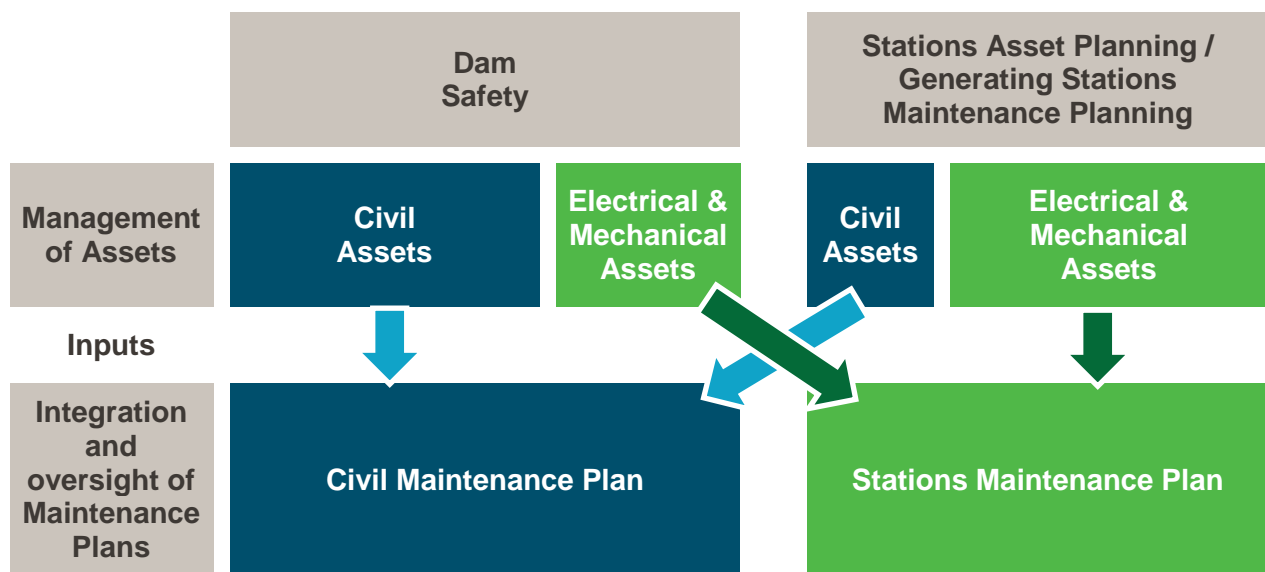 Dam
Safety
Stations Asset Planning /
Generating Stations
Maintenance Planning
Management
of Assets
Civil
Assets
Electrical &
Mechanical
Assets
Civil
Assets
Electrical &
Mechanical
Assets
Inputs
Integration
and
oversight of
Maintenance
Plans
Civil Maintenance Plan
Stations Maintenance Plan